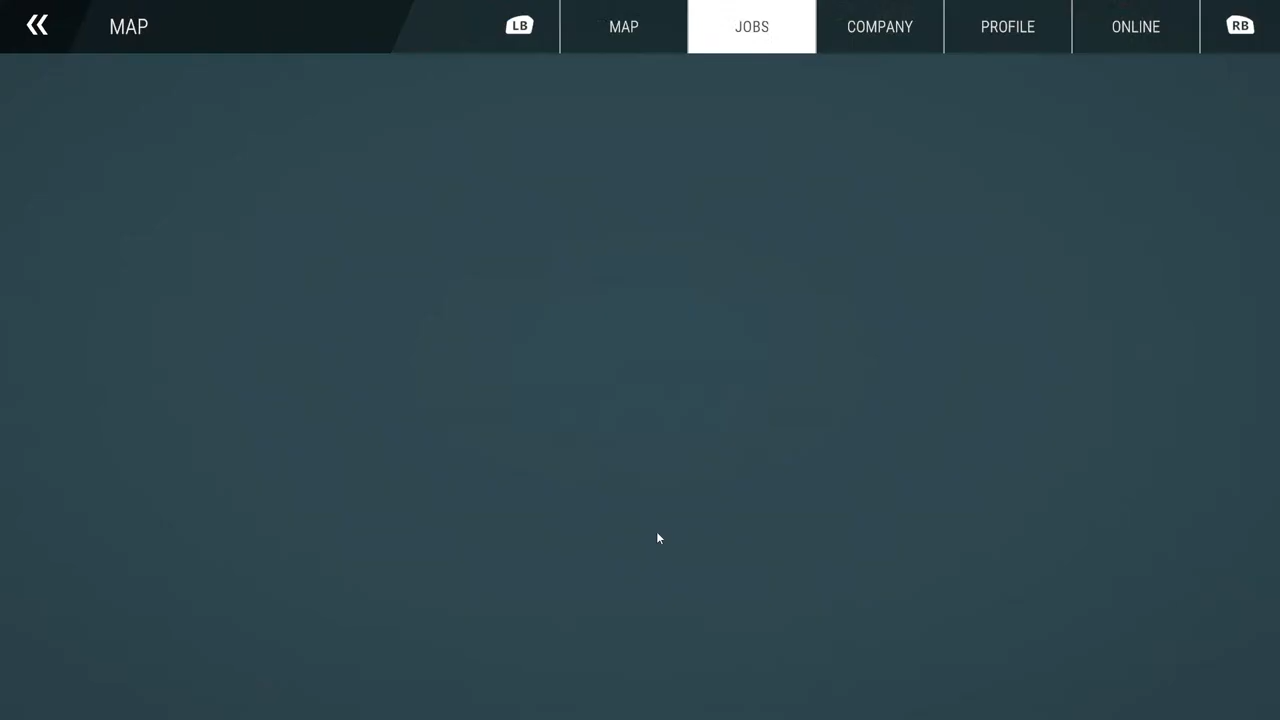 MAP
LB
MAP
JOBS
COMPANY
PROFILE
ONLINE
RB